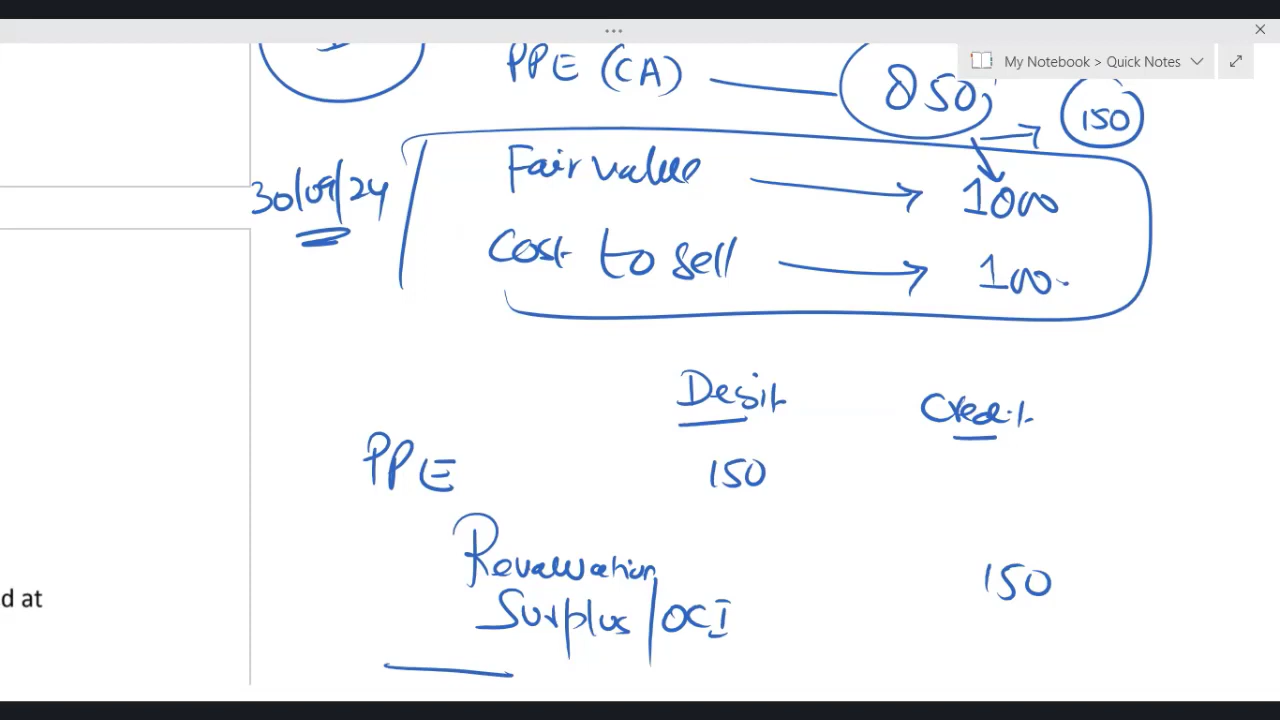 My Notebook > Quick Notes
PPE (CA) 850
150
30/09/24
Fair value 1000
Cost to sell 100
Debit Credit
PPE 150
Revaluation
Surplus/OCI 150
d at